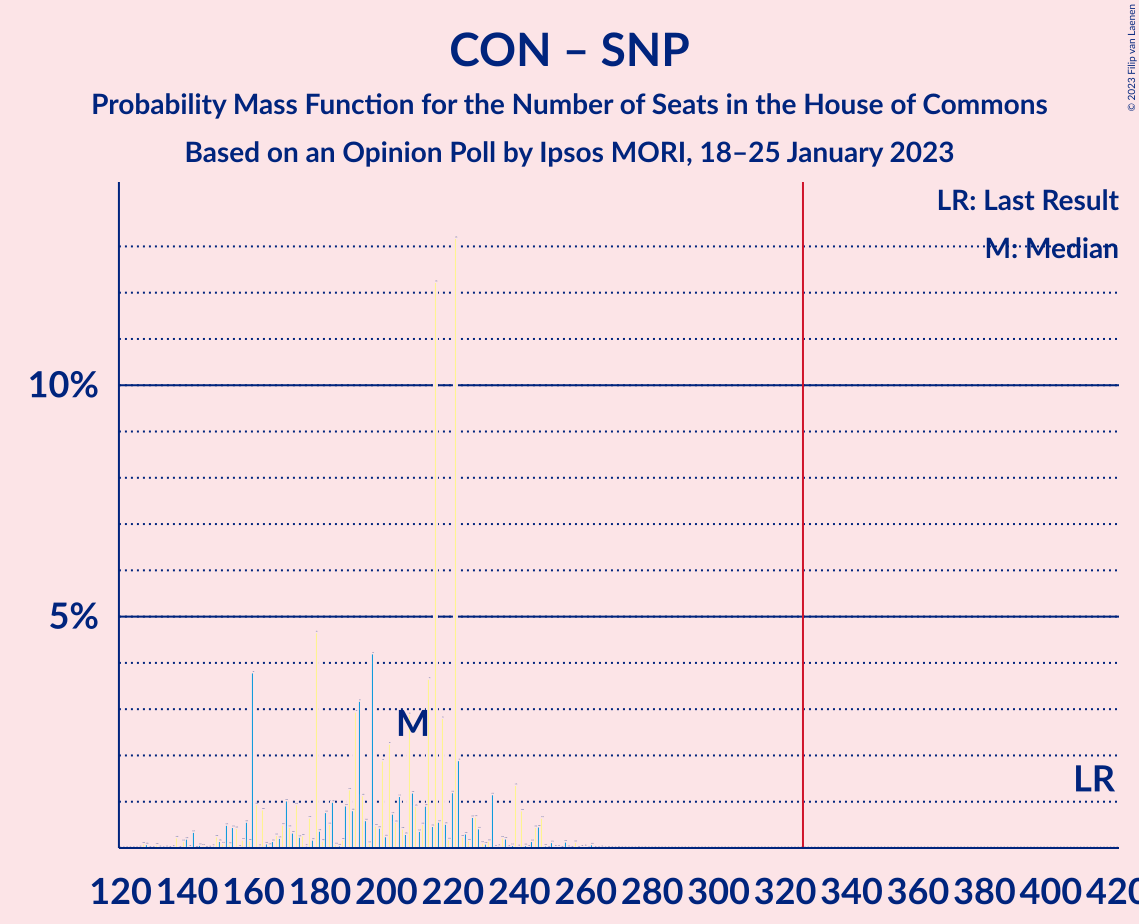 CON – SNP
Probability Mass Function for the Number of Seats in the House of Commons
Based on an Opinion Poll by Ipsos MORI, 18–25 January 2023
© 2023 Filip van Laenen
LR: Last Result
M: Median
10%
5%
M
LR
120 140 160 180 200 220 240 260 280 300 320 340 360 380 400 420